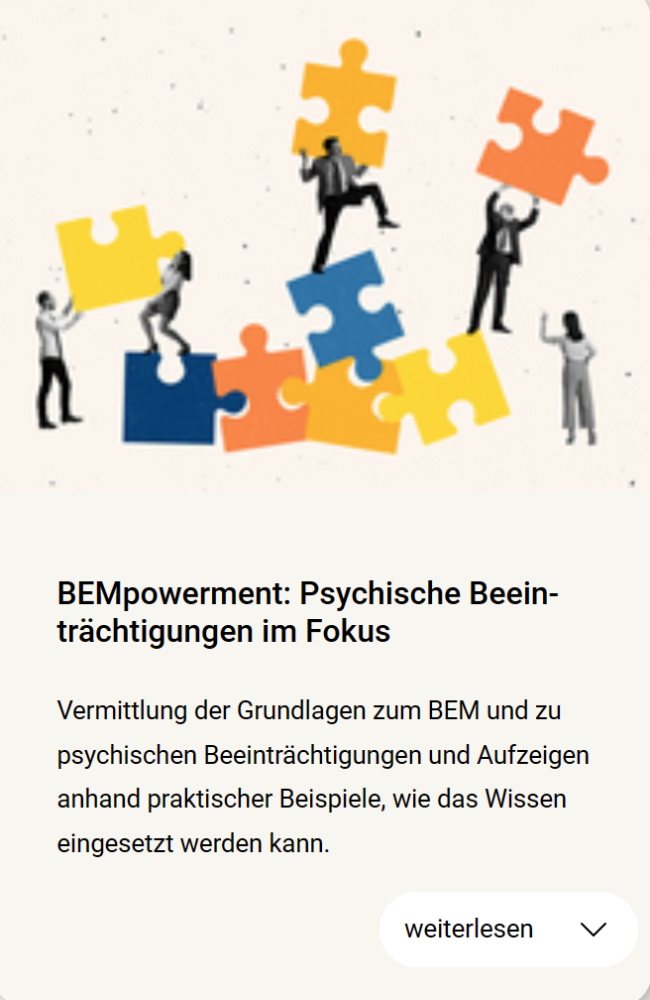 BEMpowerment: Psychische Beein-
trächtigungen im Fokus
Vermittlung der Grundlagen zum BEM und zu
psychischen Beeinträchtigungen und Aufzeigen
anhand praktischer Beispiele, wie das Wissen
eingesetzt werden kann.
weiterlesen